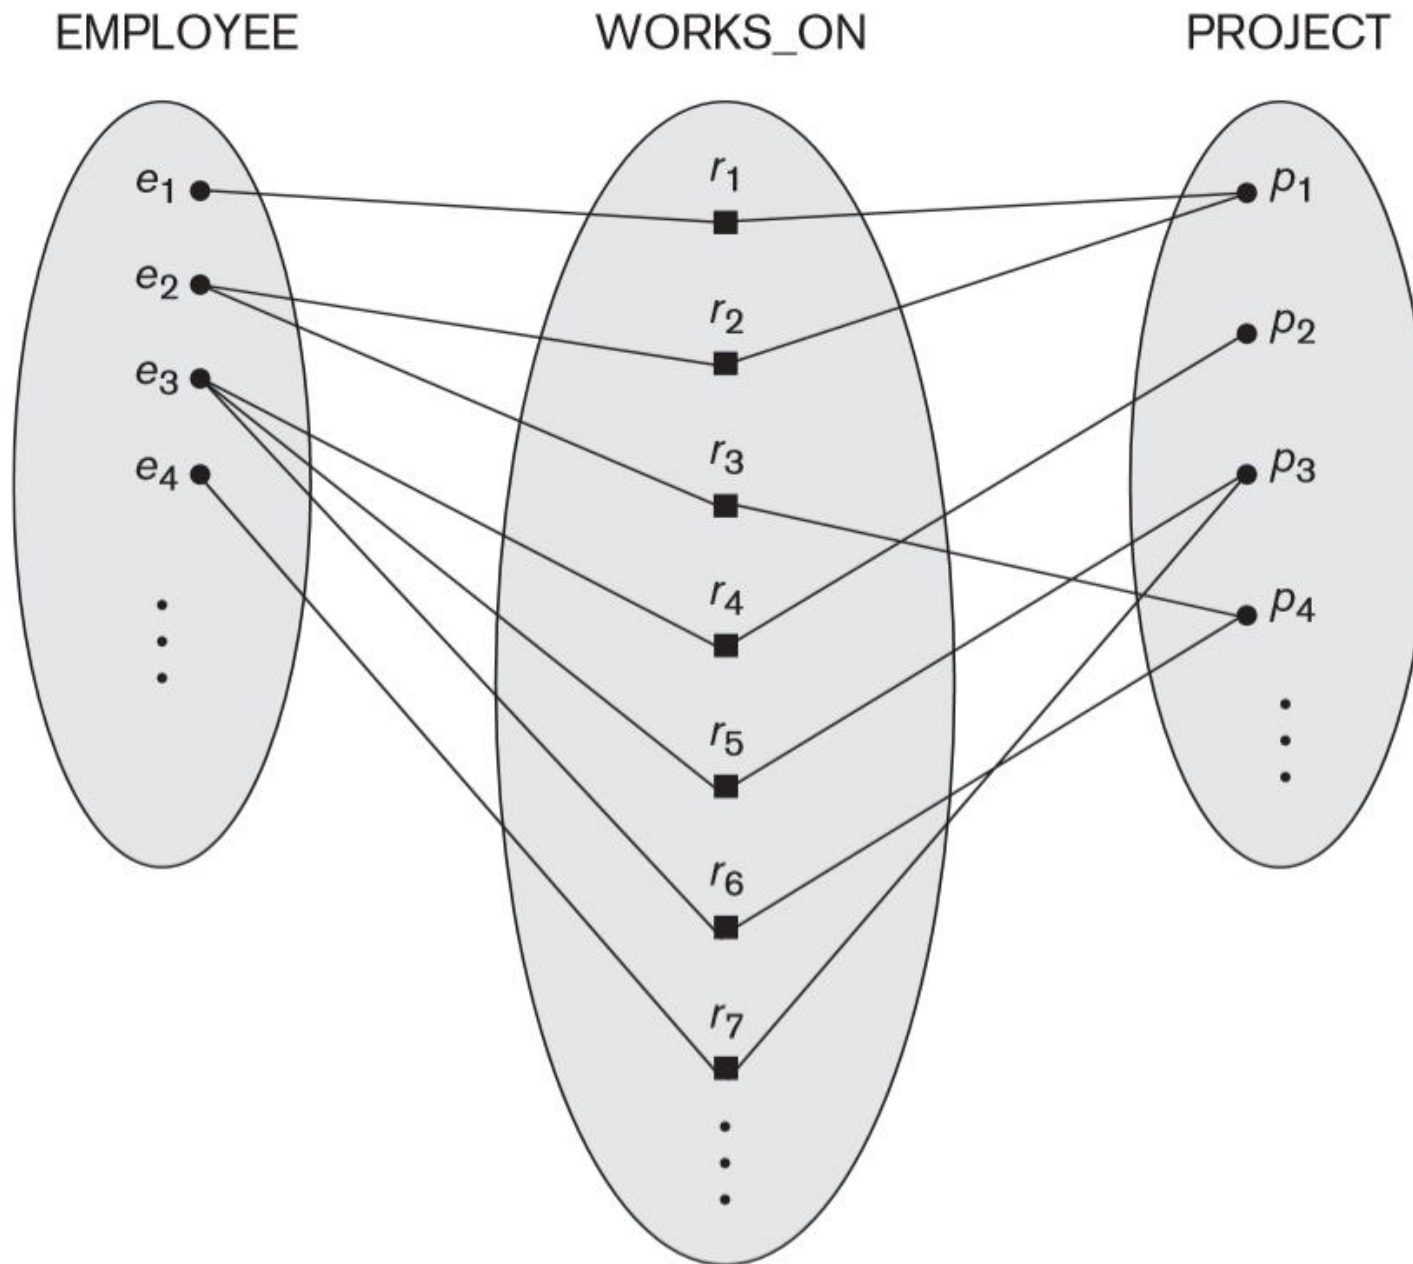 EMPLOYEE WORKS_ON PROJECT
e1 r1 p1
e2 r2 p2
e3 r3 p3
e4 r4 p4
r5
r6
r7